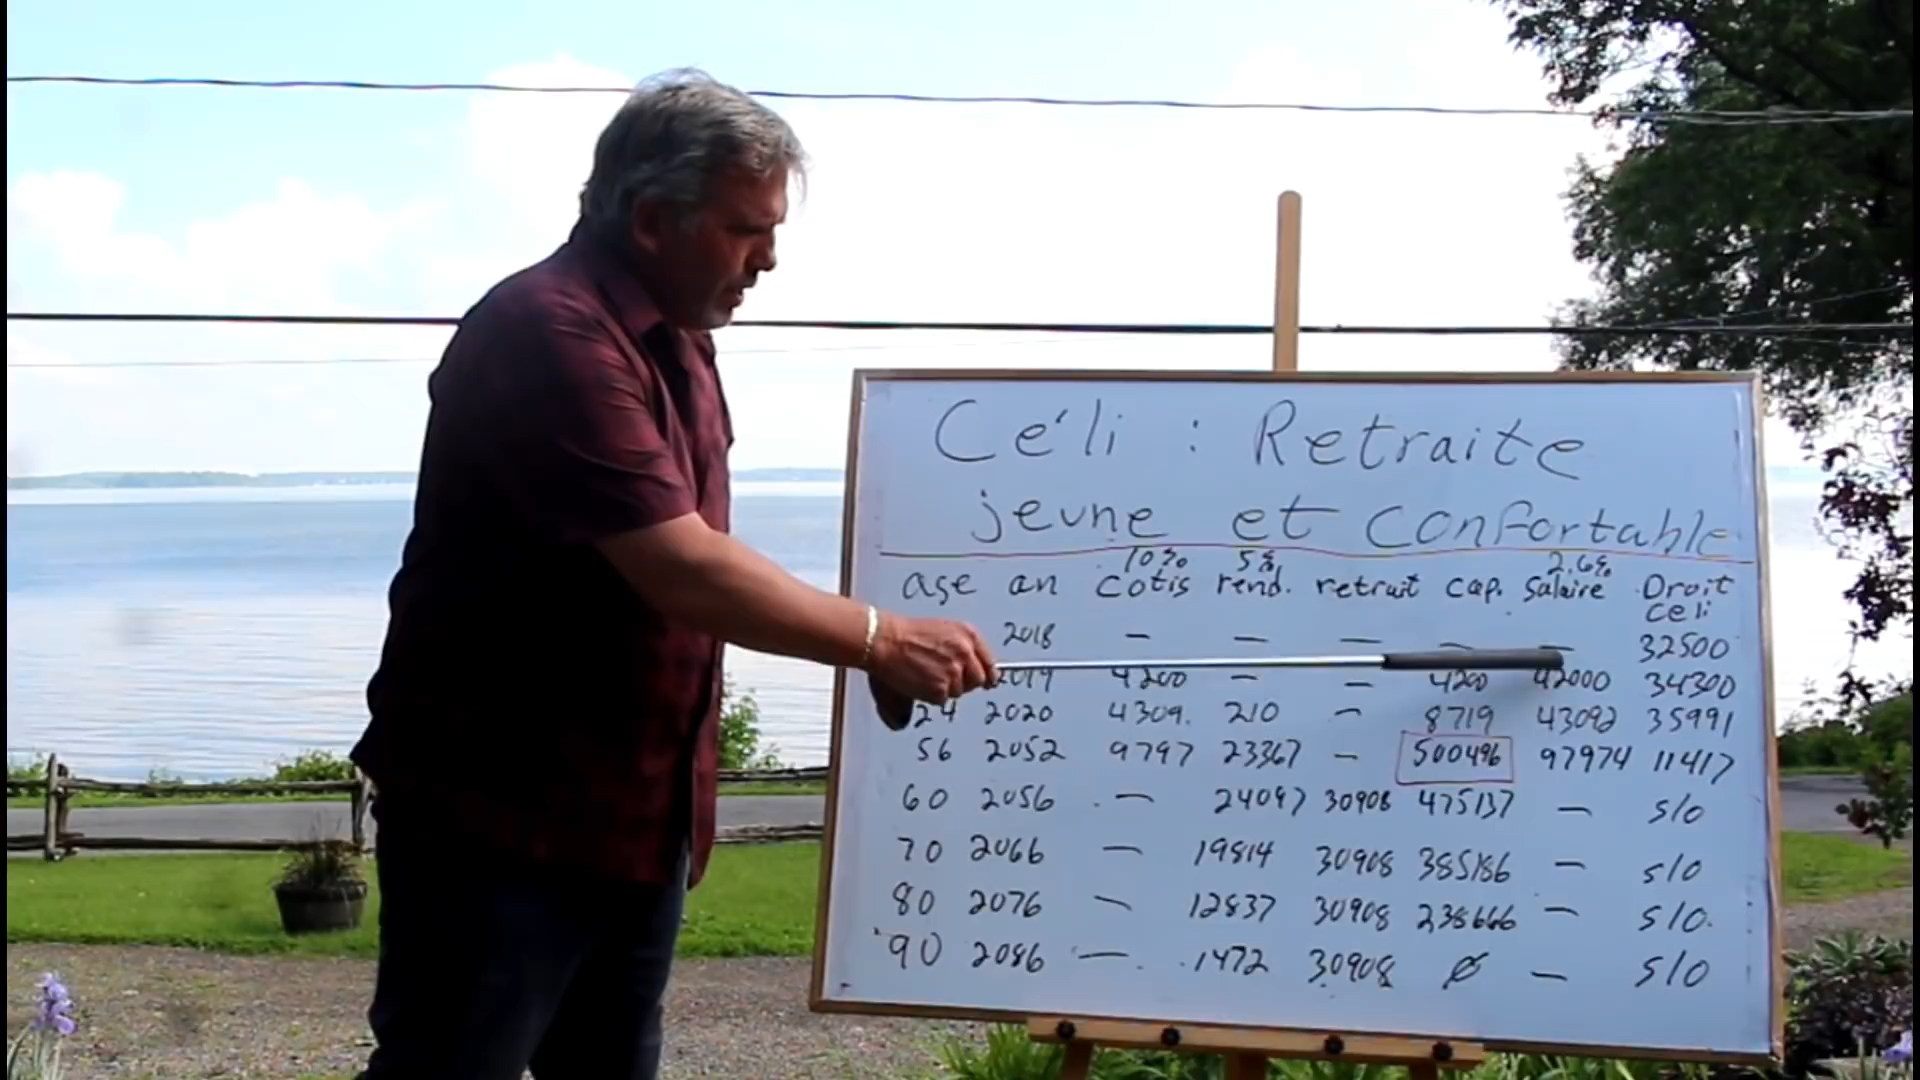 Céli : Retraite
jeune et confortable
10% 5% 2,6%
age an cotis rend. retrait cap. Salaire Droit
celi
2018 — — — — — 32500
2019 4200 — — 4200 42000 34300
24 2020 4309. 210 — 8719 43092 35991
56 2052 9797 23367 — 500496 97974 11417
60 2056 — 24097 30908 475137 — s/o
70 2066 — 19814 30908 385186 — s/o
80 2076 — 12837 30908 238666 — s/o.
90 2086 — 1472 30908 ø — s/o